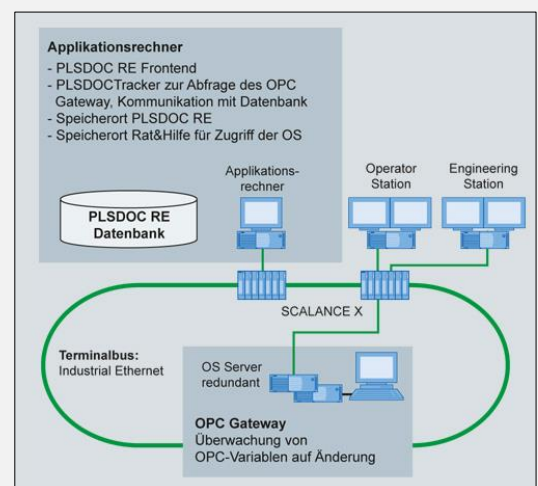 Applikationsrechner
- PLSDOC RE Frontend
- PLSDOCTracker zur Abfrage des OPC
Gateway, Kommunikation mit Datenbank
- Speicherort PLSDOC RE
- Speicherort Rat&Hilfe für Zugriff der OS
Applikations-
rechner
Operator
Station
Engineering
Station
PLSDOC RE
Datenbank
SCALANCE X
Terminalbus:
Industrial Ethernet
OS Server
redundant
OPC Gateway
Überwachung von
OPC-Variablen auf Änderung